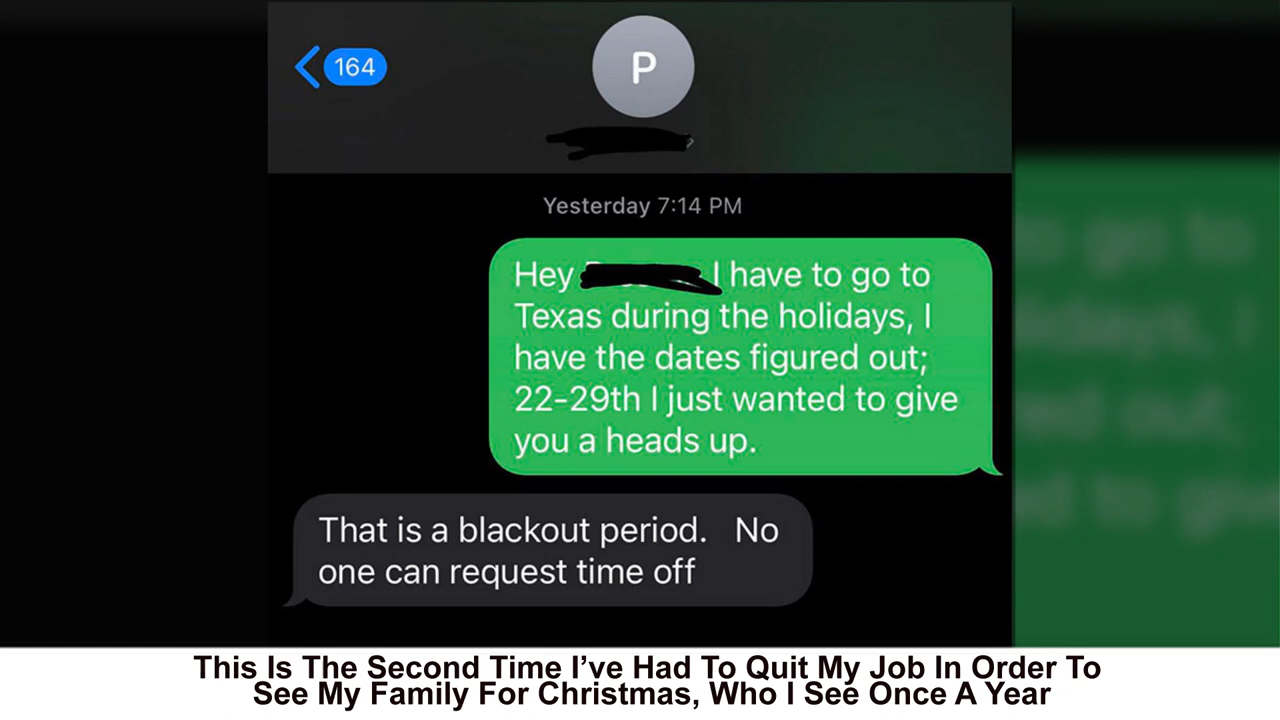 164
P
Yesterday 7:14 PM
Hey I have to go to
Texas during the holidays, I
have the dates figured out;
22-29th I just wanted to give
you a heads up.
That is a blackout period. No
one can request time off
This Is The Second Time I’ve Had To Quit My Job In Order To
See My Family For Christmas, Who I See Once A Year